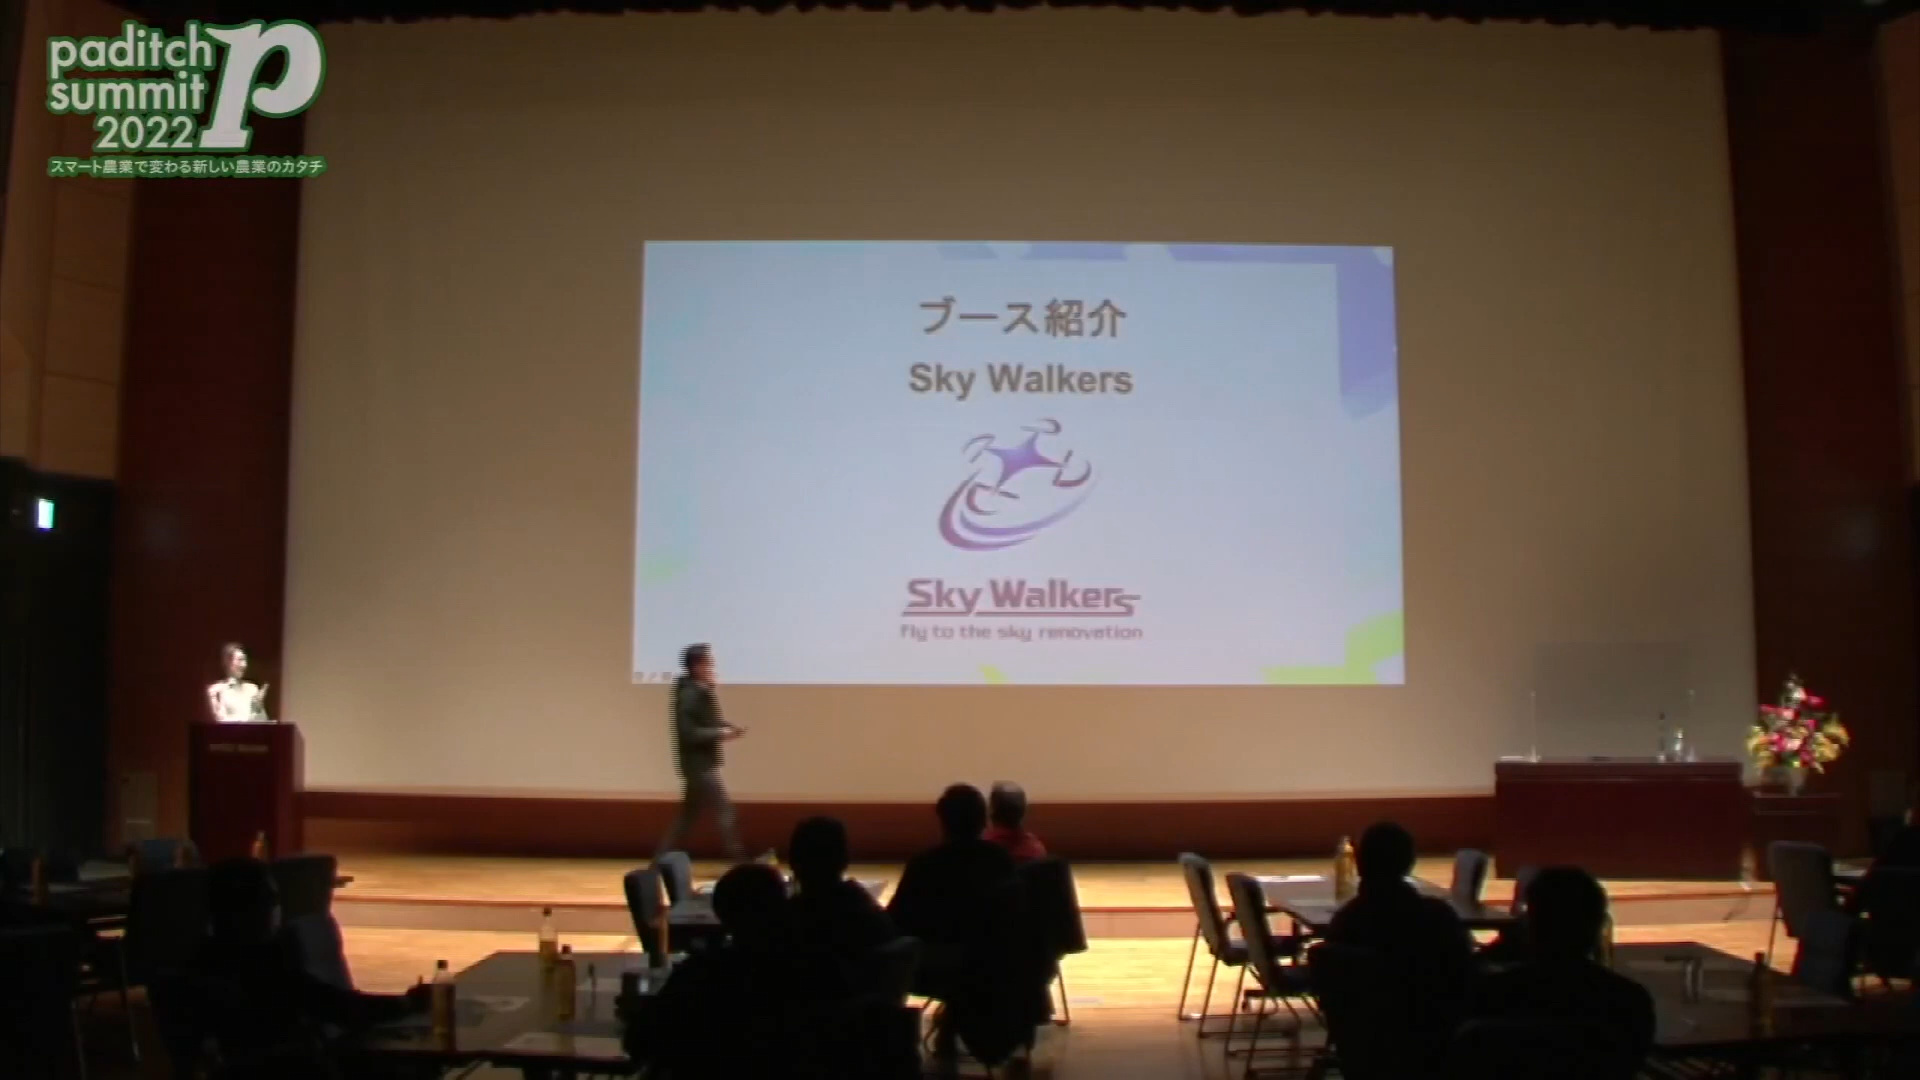 paditch
summit
2022
p
スマート農業で変わる新しい農業のカタチ
ブース紹介
Sky Walkers
Sky Walkers
fly to the sky renovation